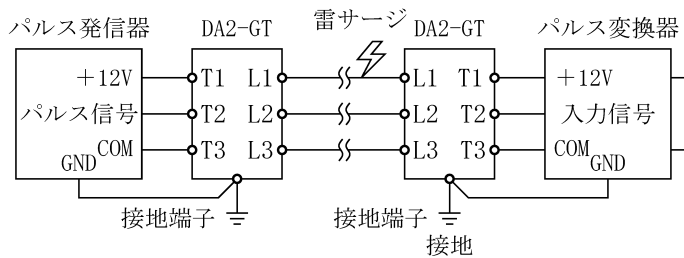 パルス発信器
DA2-GT
雷サージ
DA2-GT
パルス変換器
+12V
T1
L1
L1
T1
+12V
パルス信号
T2
L2
L2
T2
入力信号
COM
T3
L3
L3
T3
COM
GND
GND
接地端子
接地端子
接地